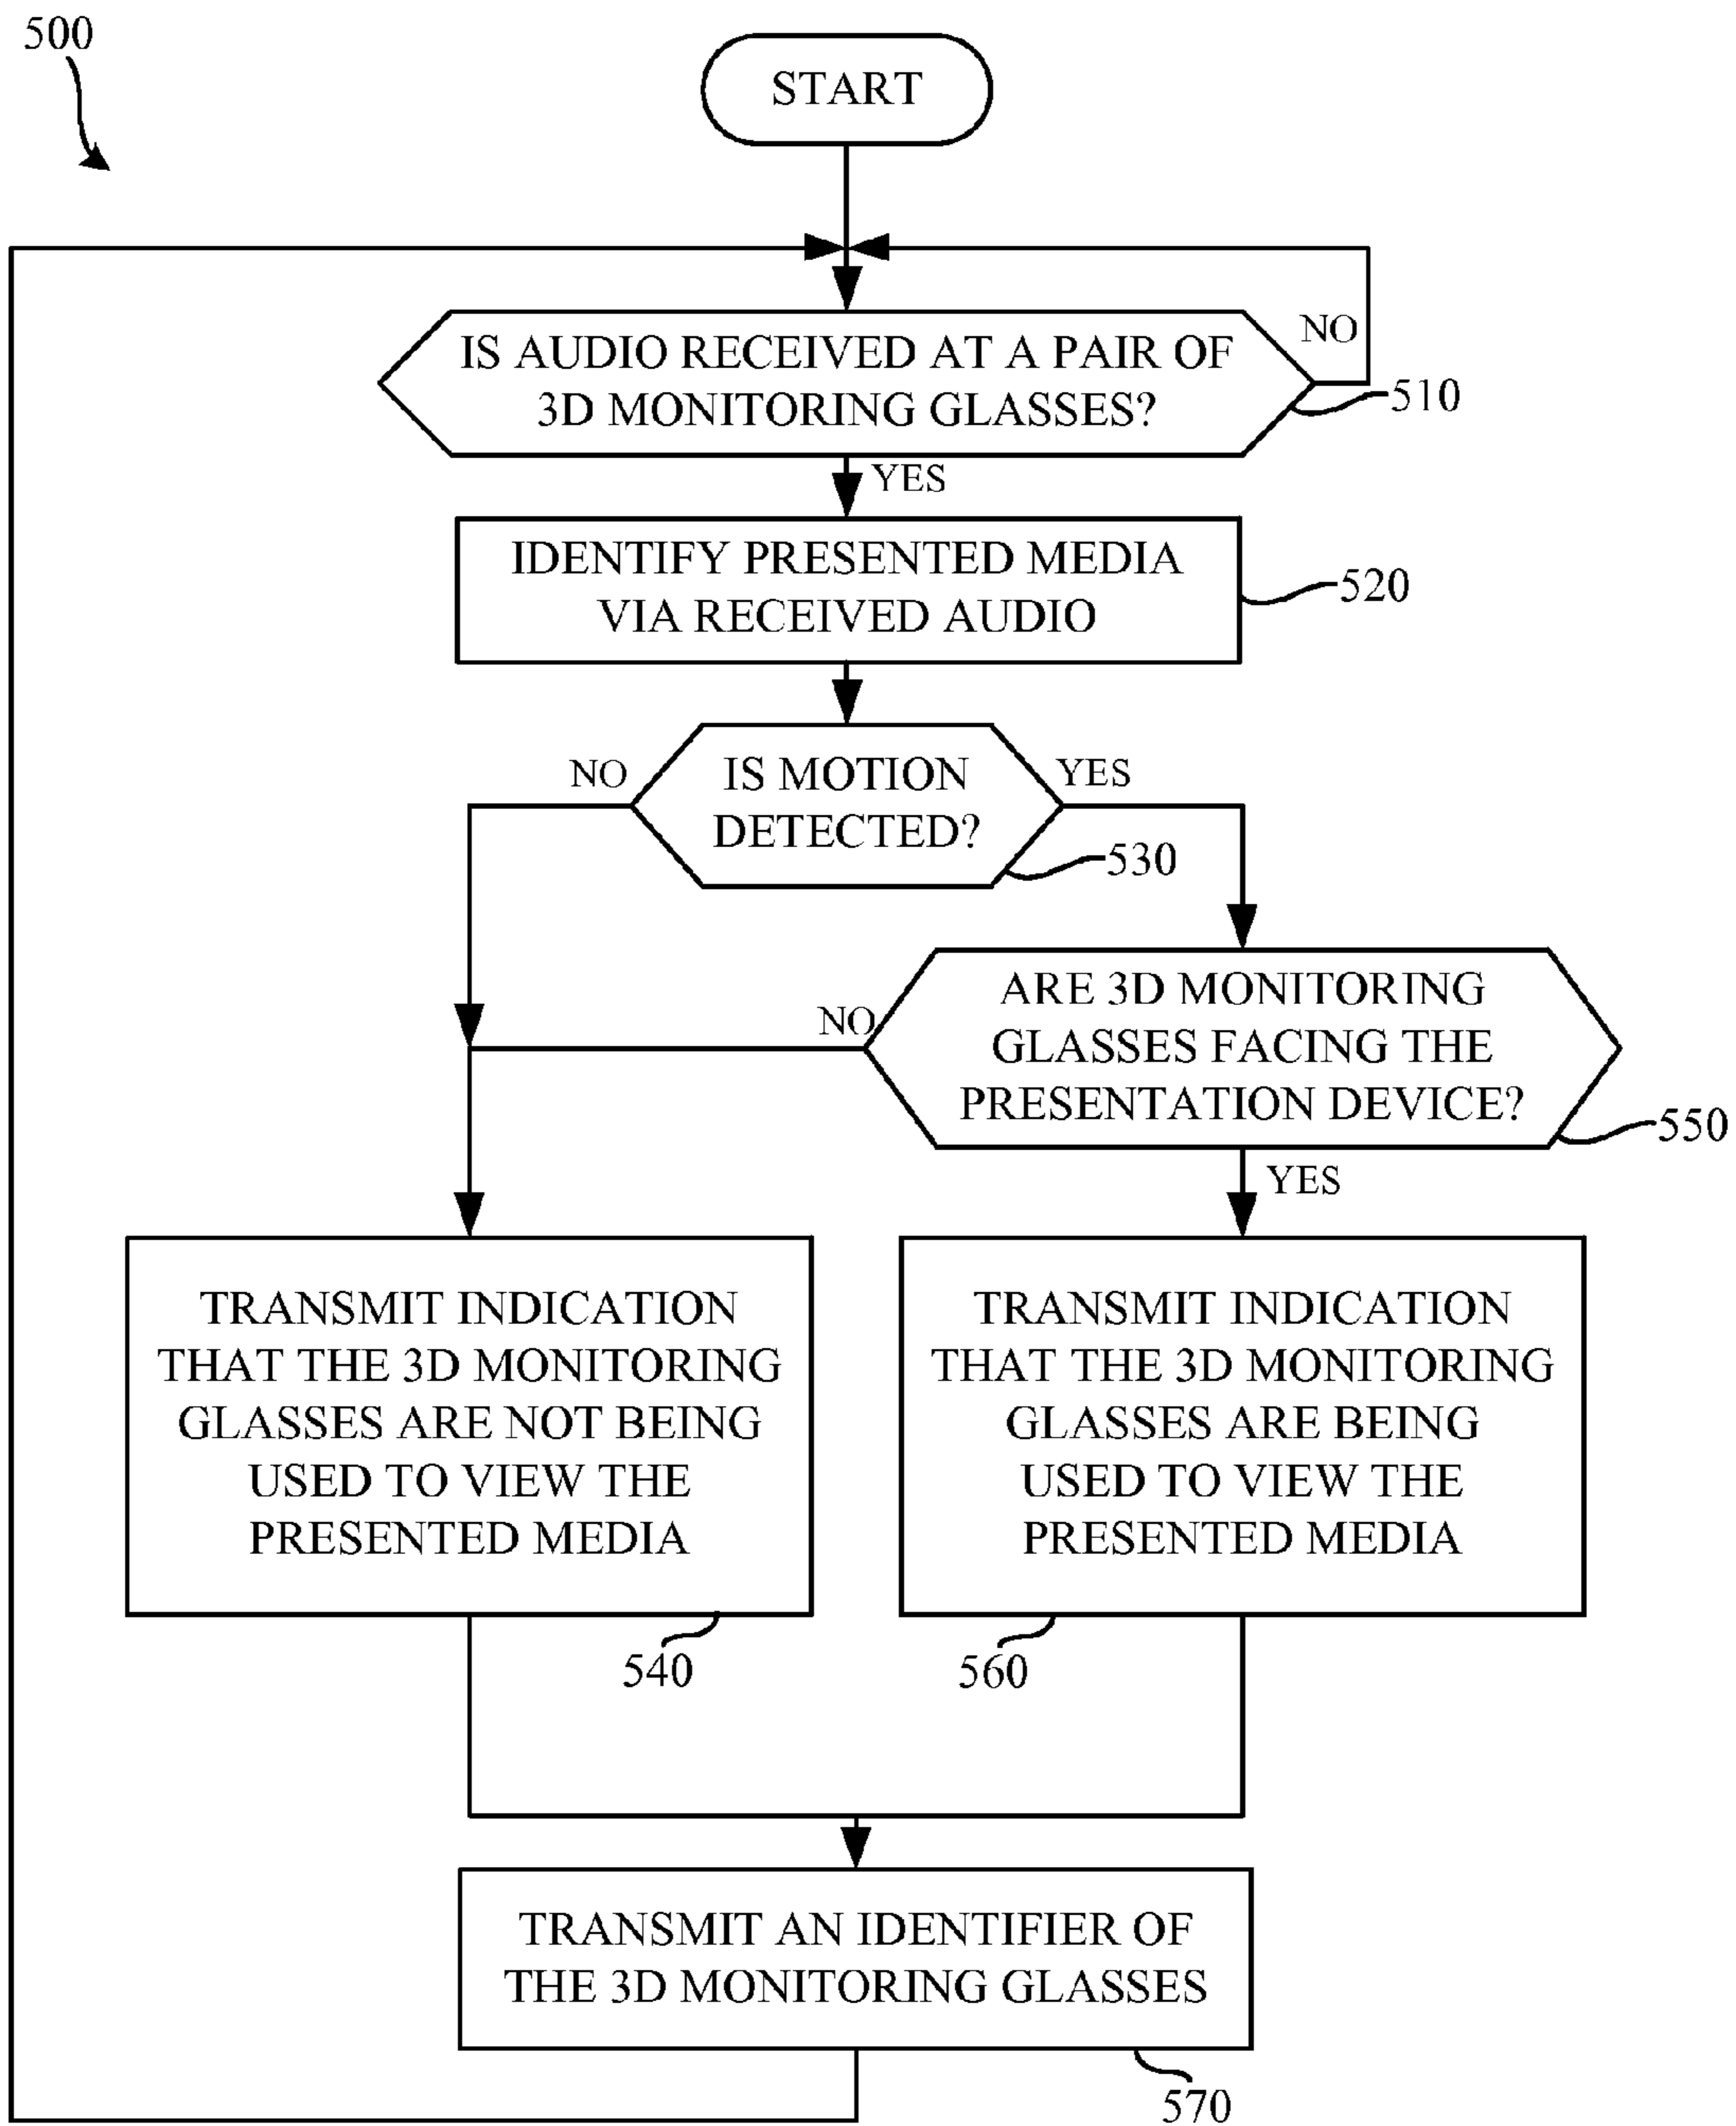 500
START
NO
IS AUDIO RECEIVED AT A PAIR OF
3D MONITORING GLASSES?
510
YES
IDENTIFY PRESENTED MEDIA
VIA RECEIVED AUDIO
520
NO
IS MOTION
DETECTED?
YES
530
NO
ARE 3D MONITORING
GLASSES FACING THE
PRESENTATION DEVICE?
550
YES
TRANSMIT INDICATION
THAT THE 3D MONITORING
GLASSES ARE NOT BEING
USED TO VIEW THE
PRESENTED MEDIA
540
TRANSMIT INDICATION
THAT THE 3D MONITORING
GLASSES ARE BEING
USED TO VIEW THE
PRESENTED MEDIA
560
TRANSMIT AN IDENTIFIER OF
THE 3D MONITORING GLASSES
570